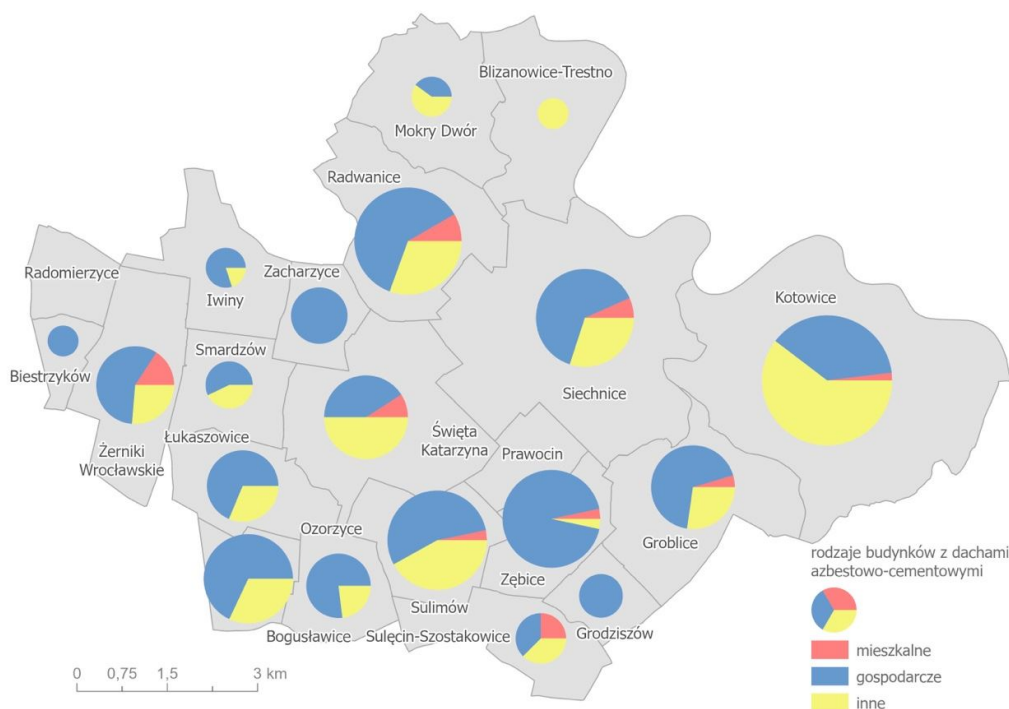 Blizanowice-Trestno
Mokry Dwór
Radwanice
Radomierzyce
Zacharzyce
Iwiny
Kotowice
Smardzów
Biestrzyków
Siechnice
Łukaszowice
Święta
Katarzyna
Żerniki
Wrocławskie
Prawocin
Ozorzyce
Groblice
Zębice
Sulimów
Bogusławice
Sulęcin-Szostakowice
Grodziszów
rodzaje budynków z dachami
azbestowo-cementowymi
mieszkalne
gospodarcze
inne
0 0,75 1,5 3 km